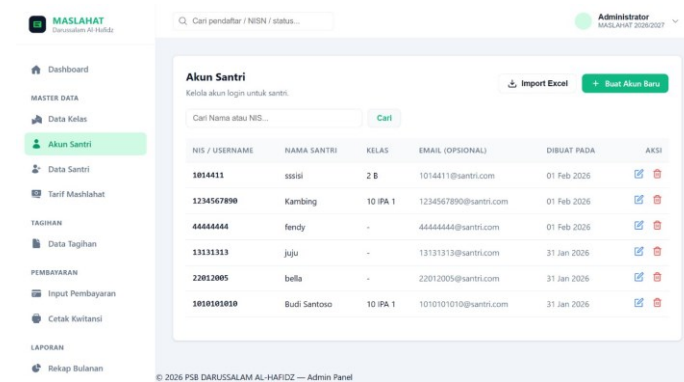 MASLAHAT
Darussalam Al-Hafidz
Dashboard
MASTER DATA
Data Kelas
Akun Santri
Data Santri
Tarif Mashlahat
TAGIHAN
Data Tagihan
PEMBAYARAN
Input Pembayaran
Cetak Kwitansi
LAPORAN
Rekap Bulanan
Cari pendaftar / NISN / status...
Administrator
MASLAHAT 2026/2027
Akun Santri
Kelola akun login untuk santri.
Import Excel
+ Buat Akun Baru
Cari Nama atau NIS...
Cari
NIS / USERNAME NAMA SANTRI KELAS EMAIL (OPSIONAL) DIBUAT PADA AKSI
1014411 sssisi 2 B 1014411@santri.com 01 Feb 2026
1234567890 Kambing 10 IPA 1 1234567890@santri.com 01 Feb 2026
44444444 fendy - 44444444@santri.com 01 Feb 2026
13131313 juju - 13131313@santri.com 31 Jan 2026
22012005 bella - 22012005@santri.com 31 Jan 2026
1010101010 Budi Santoso 10 IPA 1 1010101010@santri.com 31 Jan 2026
© 2026 PSB DARUSSALAM AL-HAFIDZ — Admin Panel